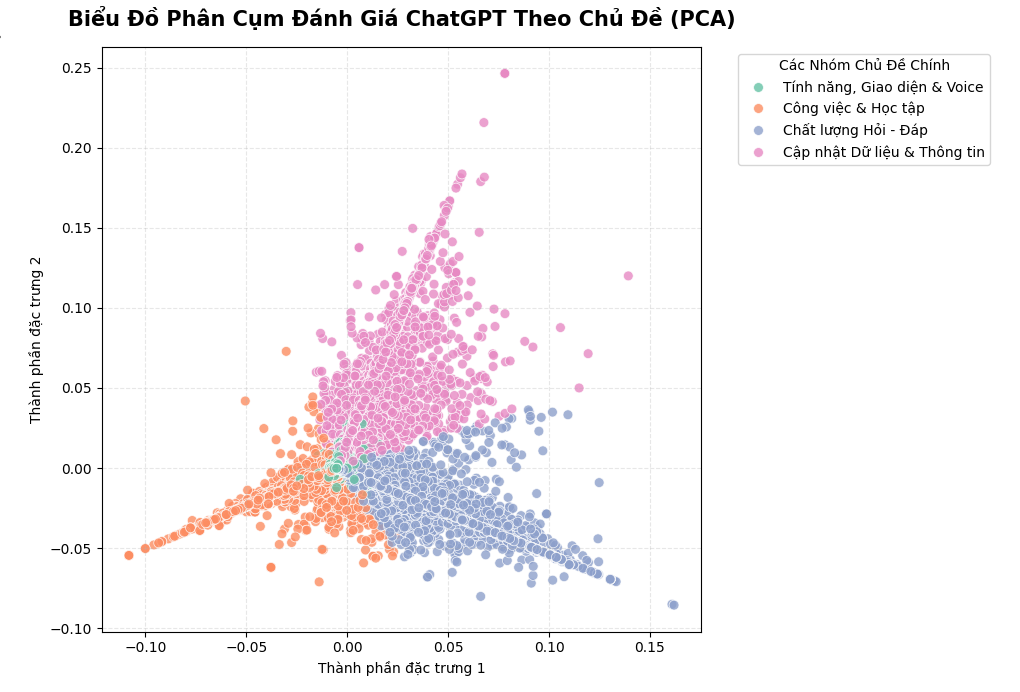 Biểu Đồ Phân Cụm Đánh Giá ChatGPT Theo Chủ Đề (PCA)
Các Nhóm Chủ Đề Chính
Tính năng, Giao diện & Voice
Công việc & Học tập
Chất lượng Hỏi - Đáp
Cập nhật Dữ liệu & Thông tin
Thành phần đặc trưng 2
0.25
0.20
0.15
0.10
0.05
0.00
−0.05
−0.10
−0.10
−0.05
0.00
0.05
0.10
0.15
Thành phần đặc trưng 1